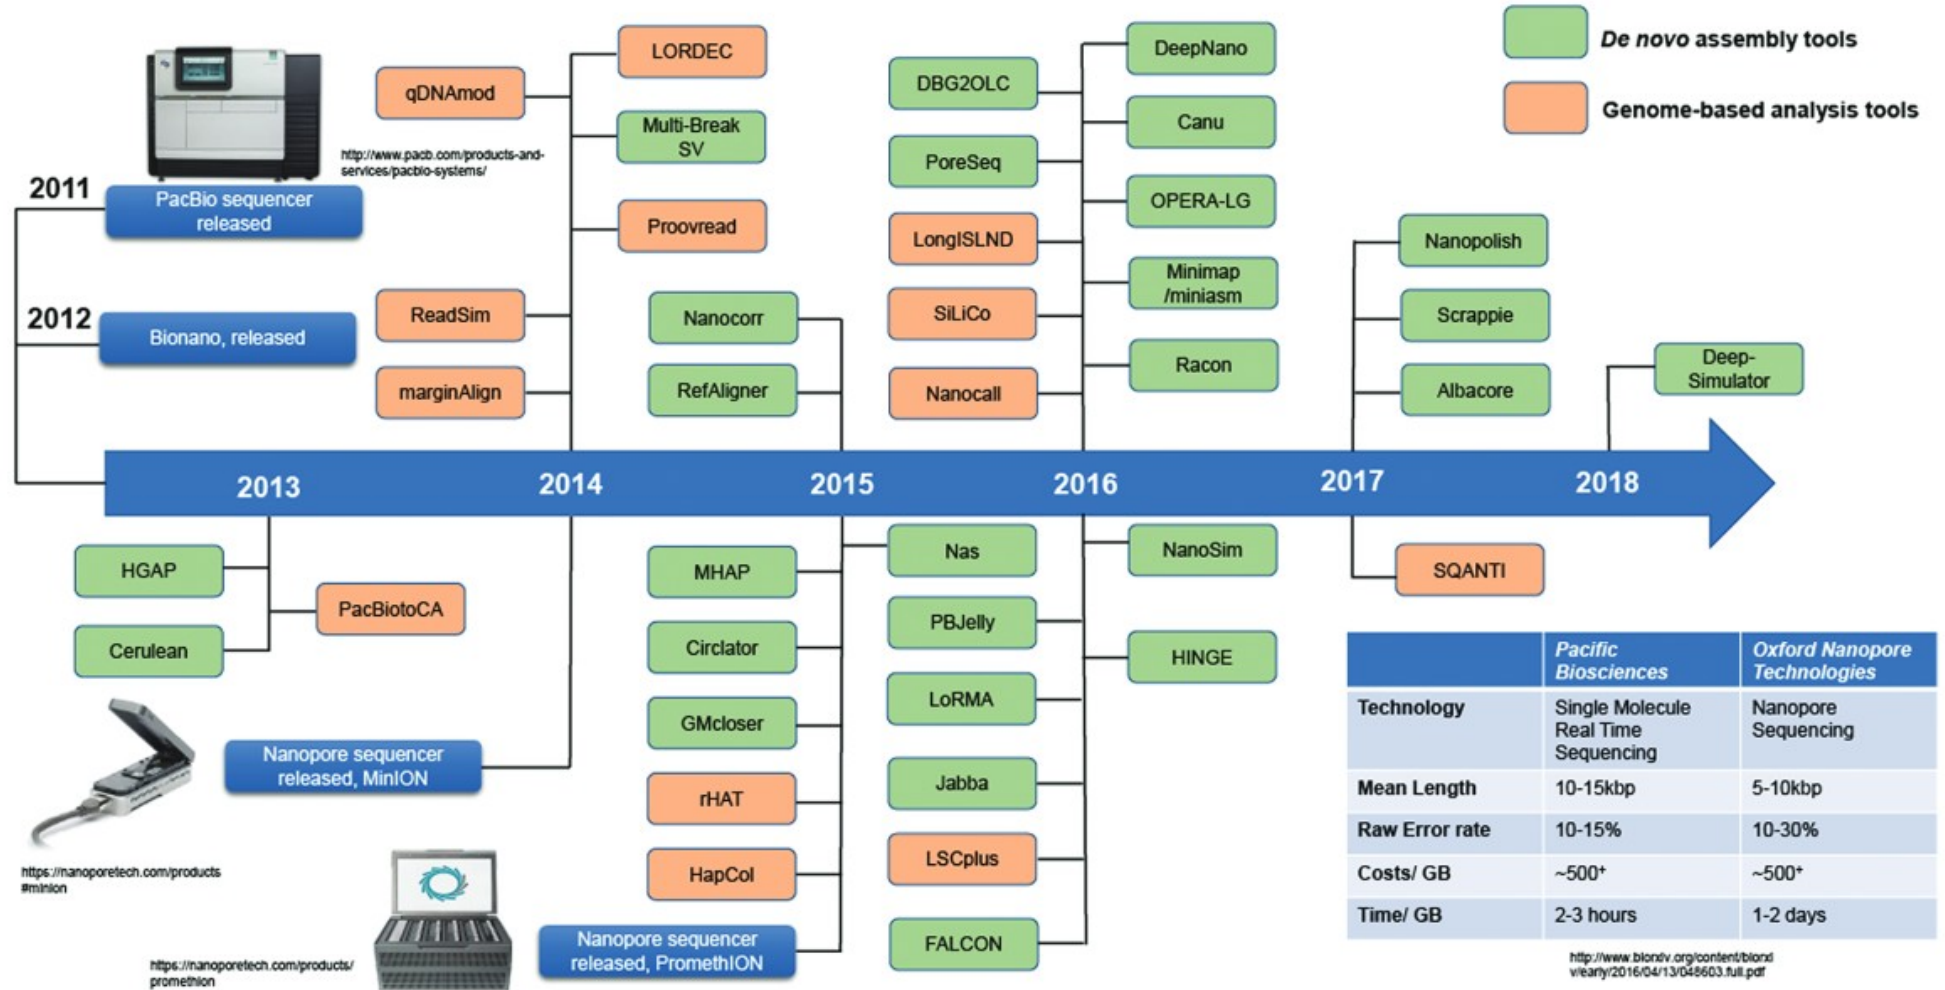 LORDEC
qDNAmod
Multi-Break
SV
http://www.pacb.com/products-and-
services/pacbio-systems/
2011
PacBio sequencer
released
Proovread
2012
Bionano, released
ReadSim
marginAlign
Nanocorr
RefAligner
DBG2OLC
PoreSeq
LongISLND
SiLiCo
Nanocall
DeepNano
Canu
OPERA-LG
Minimap
/miniasm
Racon
De novo assembly tools
Genome-based analysis tools
Nanopolish
Scrappie
Albacore
Deep-
Simulator
2013
2014
2015
2016
2017
2018
HGAP
PacBiotoCA
Cerulean
Nanopore sequencer
released, MinION
https://nanoporetech.com/products
#minion
https://nanoporetech.com/products/
promethion
MHAP
Circlator
GMcloser
rHAT
HapCol
Nanopore sequencer
released, PromethION
Nas
PBJelly
LoRMA
Jabba
LSCplus
FALCON
NanoSim
HINGE
SQANTI
Pacific
Biosciences
Oxford Nanopore
Technologies
Technology
Single Molecule
Real Time
Sequencing
Nanopore
Sequencing
Mean Length
10-15kbp
5-10kbp
Raw Error rate
10-15%
10-30%
Costs/ GB
~500+
~500+
Time/ GB
2-3 hours
1-2 days
http://www.biorxiv.org/content/biorxi
v/early/2016/04/13/048603.full.pdf